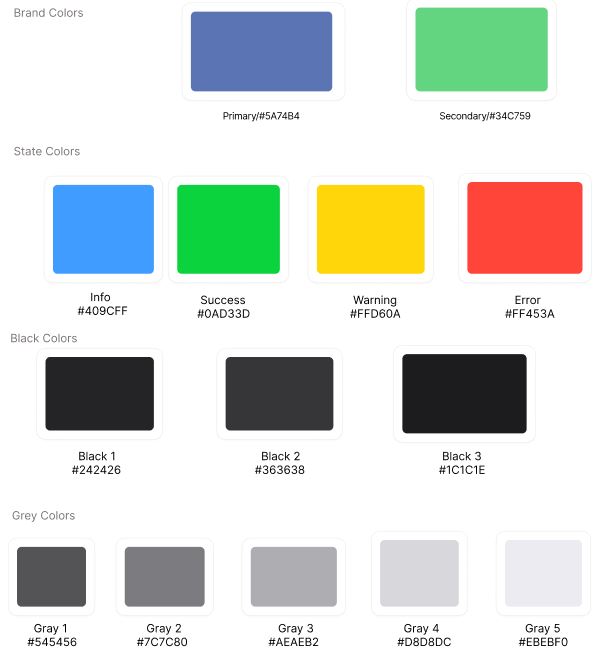 Brand Colors
Primary/#5A74B4
Secondary/#34C759
State Colors
Info
#409CFF
Success
#0AD33D
Warning
#FFD60A
Error
#FF453A
Black Colors
Black 1
#242426
Black 2
#363638
Black 3
#1C1C1E
Grey Colors
Gray 1
#545456
Gray 2
#7C7C80
Gray 3
#AEAEB2
Gray 4
#D8D8DC
Gray 5
#EBEBF0